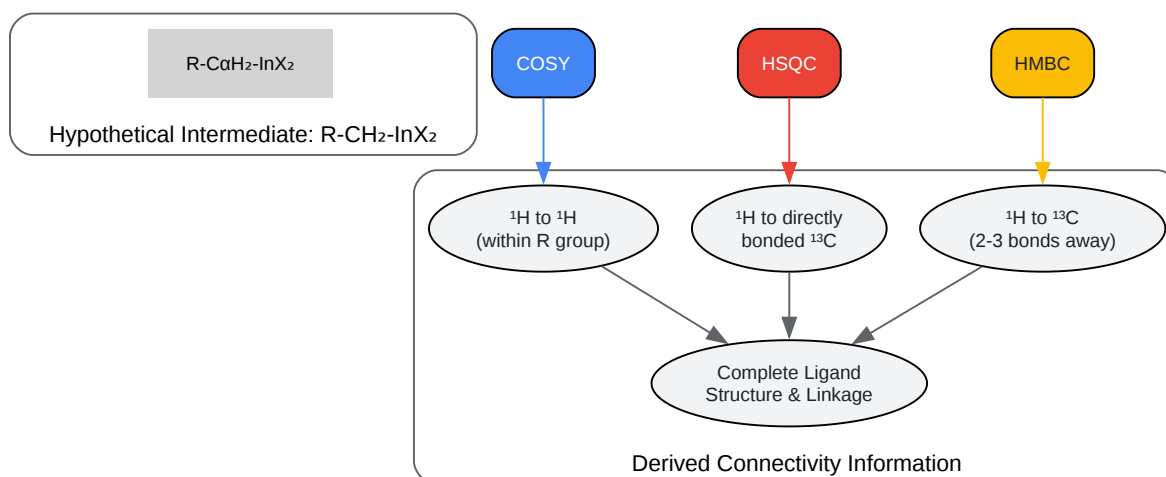 R-CαH₂-InX₂
Hypothetical Intermediate: R-CH₂-InX₂
COSY
HSQC
HMBC
¹H to ¹H
(within R group)
¹H to directly
bonded ¹³C
¹H to ¹³C
(2-3 bonds away)
Complete Ligand
Structure & Linkage
Derived Connectivity Information